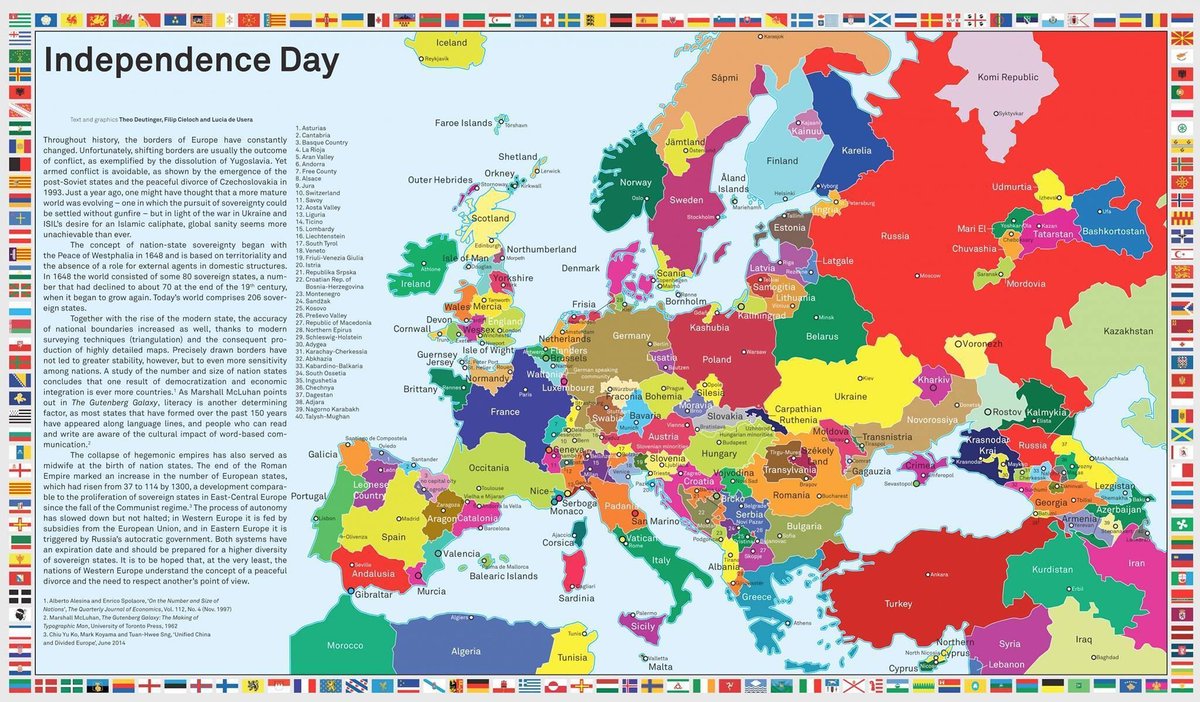 Independence Day
Text and graphics Theo Deutinger, Filip Cieloch and Lucia de Usera
Throughout history, the borders of Europe have constantly
changed. Unfortunately, shifting borders are usually the outcome
of conflict, as exemplified by the dissolution of Yugoslavia. Yet
armed conflict is avoidable, as shown by the emergence of the
post-Soviet states and the peaceful divorce of Czechoslovakia in
1993. Just a year ago, one might have thought that a more mature
world was evolving – one in which the pursuit of sovereignty could
be settled without gunfire – but in light of the war in Ukraine and
ISIL's desire for an Islamic caliphate, global sanity seems more
unachievable than ever.
The concept of nation-state sovereignty began with
the Peace of Westphalia in 1648 and is based on territoriality and
the absence of a role for external agents in domestic structures.
In 1648 the world consisted of some 80 sovereign states, a num-
ber that had declined to about 70 at the end of the 19th century,
when it began to grow again. Today's world comprises 206 sover-
eign states.
Together with the rise of the modern state, the accuracy
of national boundaries increased as well, thanks to modern
surveying techniques (triangulation) and the consequent pro-
duction of highly detailed maps. Precisely drawn borders have
not led to greater stability, however, but to even more sensitivity
among nations. A study of the number and size of nation states
concludes that one result of democratization and economic
integration is ever more countries.1 As Marshall McLuhan points
out in The Gutenberg Galaxy, literacy is another determining
factor, as most states that have formed over the past 150 years
have appeared along language lines, and people who can read
and write are aware of the cultural impact of word-based com-
munication.2
The collapse of hegemonic empires has also served as
midwife at the birth of nation states. The end of the Roman
Empire marked an increase in the number of European states,
which had risen from 37 to 114 by 1300, a development compara-
ble to the proliferation of sovereign states in East-Central Europe
since the fall of the Communist regime.3 The process of autonomy
has slowed down but not halted; in Western Europe it is fed by
subsidies from the European Union, and in Eastern Europe it is
triggered by Russia's autocratic government. Both systems have
an expiration date and should be prepared for a higher diversity
of sovereign states. It is to be hoped that, at the very least, the
nations of Western Europe understand the concept of a peaceful
divorce and the need to respect another's point of view.
1. Alberto Alesina and Enrico Spolaore, 'On the Number and Size of
Nations', The Quarterly Journal of Economics, Vol. 112, No. 4 (Nov. 1997)
2. Marshall McLuhan, The Gutenberg Galaxy: The Making of
Typographic Man, University of Toronto Press, 1962
3. Chiu Yu Ko, Mark Koyama and Tuan-Hwee Sng, 'Unified China
and Divided Europe', June 2014
1. Asturias
2. Cantabria
3. Basque Country
4. La Rioja
5. Aran Valley
6. Andorra
7. Free County
8. Alsace
9. Jura
10. Switzerland
11. Savoy
12. Aosta Valley
13. Liguria
14. Ticino
15. Lombardy
16. Liechtenstein
17. South Tyrol
18. Veneto
19. Friuli-Venezia Giulia
20. Istria
21. Republika Srpska
22. Croatian Rep. of
Bosnia-Herzegovina
23. Montenegro
24. Sandžak
25. Kosovo
26. Preševo Valley
27. Republic of Macedonia
28. Northern Epirus
29. Schleswig-Holstein
30. Adygea
31. Karachay-Cherkessia
32. Abkhazia
33. Kabardino-Balkaria
34. South Ossetia
35. Ingushetia
36. Chechnya
37. Dagestan
38. Adjara
39. Nagorno Karabakh
40. Talysh-Mughan
Iceland
Reykjavík
Faroe Islands
Tórshavn
Shetland
Lerwick
Orkney
Kirkwall
Outer Hebrides
Stornoway
Scotland
Edinburgh
Northumberland
Morpeth
Isle of Man
Douglas
Yorkshire
Ireland
Wales
Mercia
Tamworth
England
Devon
Cornwall
Wessex
Isle of Wight
Guernsey
Jersey
Brittany
Rennes
Normandy
France
Paris
Occitania
Toulouse
Sápmi
Karasjok
Jämtland
Norway
Oslo
Sweden
Stockholm
Åland
Islands
Mariehamn
Finland
Helsinki
Kainuu
Kajaani
Karelia
Vyborg
Ingria
St. Petersburg
Estonia
Tallinn
Latvia
Riga
Latgale
Samogitia
Lithuania
Kaliningrad
Denmark
Scania
Malmö
Bornholm
Rønne
Frisia
Netherlands
Flanders
Brussels
Wallonia
Luxembourg
German speaking
community
Germany
Berlin
Lusatia
Bautzen
Kashubia
Poland
Warsaw
Silesia
Opole
Franconia
Bohemia
Prague
Moravia
Brno
Swabia
Bavaria
Munich
Austria
Vienna
Slovakia
Bratislava
Hungarian minorities
Slovenian minorities
Hungary
Budapest
Slovenia
Ljubljana
Croatia
Zagreb
Vojvodina
Brčko
Serbia
Belgrade
Novi Pazar
Albania
Greece
Athens
Bulgaria
Sofia
Romania
Bucharest
Transylvania
Székely
Land
Moldova
Gagauzia
Transnistria
Carpathian
Ruthenia
Belarus
Minsk
Ukraine
Kiev
Kharkiv
Novorossiya
Donetsk
Crimea
Sevastopol
Voronezh
Rostov
Kalmykia
Elista
Krasnodar
Krai
Krasnodar
Russia
Moscow
Russia
Komi Republic
Syktyvkar
Udmurtia
Mari El
Chuvashia
Kazan
Tatarstan
Ufa
Bashkortostan
Mordovia
Saransk
Kazakhstan
Makhachkala
Lezgistan
Georgia
Tbilisi
Armenia
Azerbaijan
Iran
Kurdistan
Erbil
Iraq
Baghdad
Syria
Lebanon
Turkey
Ankara
Northern
Cyprus
North Nicosia
Cyprus
Geneva
Nice
Monaco
Seborga
Padania
San Marino
Vatican
Rome
Italy
Corsica
Ajaccio
Sardinia
Cagliari
Sicily
Palermo
Malta
Valletta
Galicia
Santiago de Compostela
Oviedo
Santander
León
Leonese
Country
no capital city
Portugal
Lisbon
Olivenza
Spain
Madrid
Aragon
Zaragoza
Catalonia
Barcelona
Andorra la Vella
Valencia
Palma de Mallorca
Balearic Islands
Andalusia
Seville
Murcia
Gibraltar
Morocco
Algeria
Algiers
Tunisia
Tunis